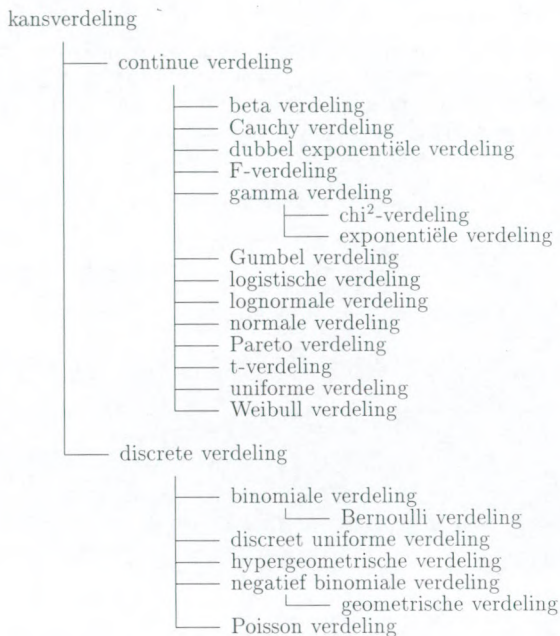 kansverdeling
continue verdeling
beta verdeling
Cauchy verdeling
dubbel exponentiële verdeling
F-verdeling
gamma verdeling
chi²-verdeling
exponentiële verdeling
Gumbel verdeling
logistische verdeling
lognormale verdeling
normale verdeling
Pareto verdeling
t-verdeling
uniforme verdeling
Weibull verdeling
discrete verdeling
binomiale verdeling
Bernoulli verdeling
discreet uniforme verdeling
hypergeometrische verdeling
negatief binomiale verdeling
geometrische verdeling
Poisson verdeling